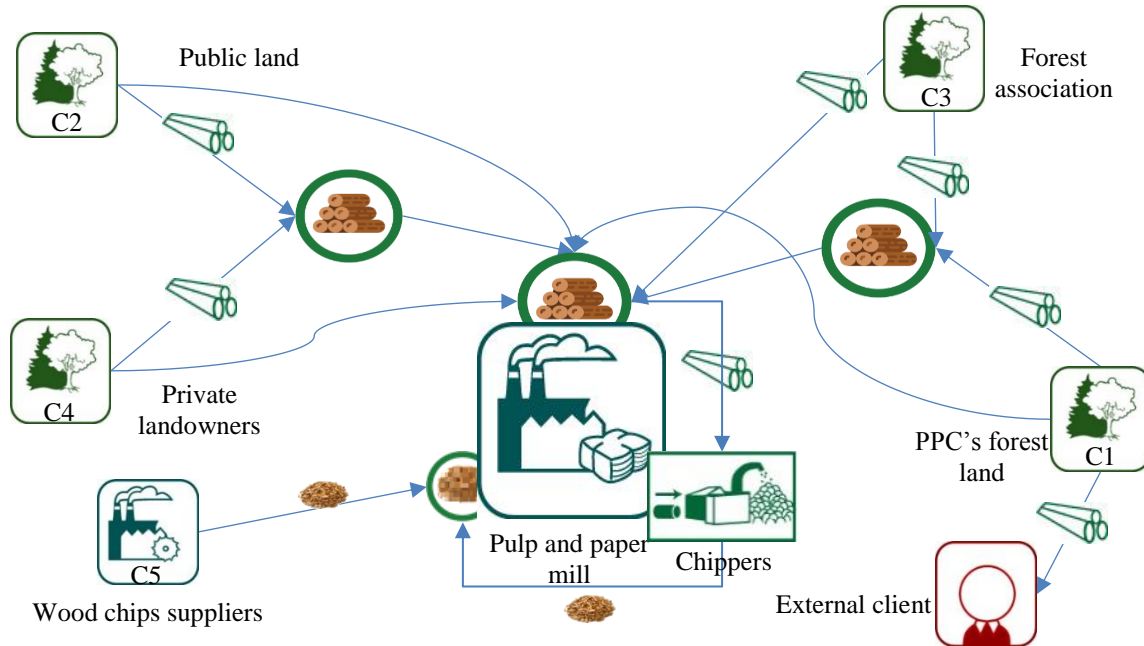 Public land
C2
C3
Forest
association
C4
Private
landowners
PPC's forest
land
C1
C5
Wood chips suppliers
Pulp and paper
mill
Chippers
External client